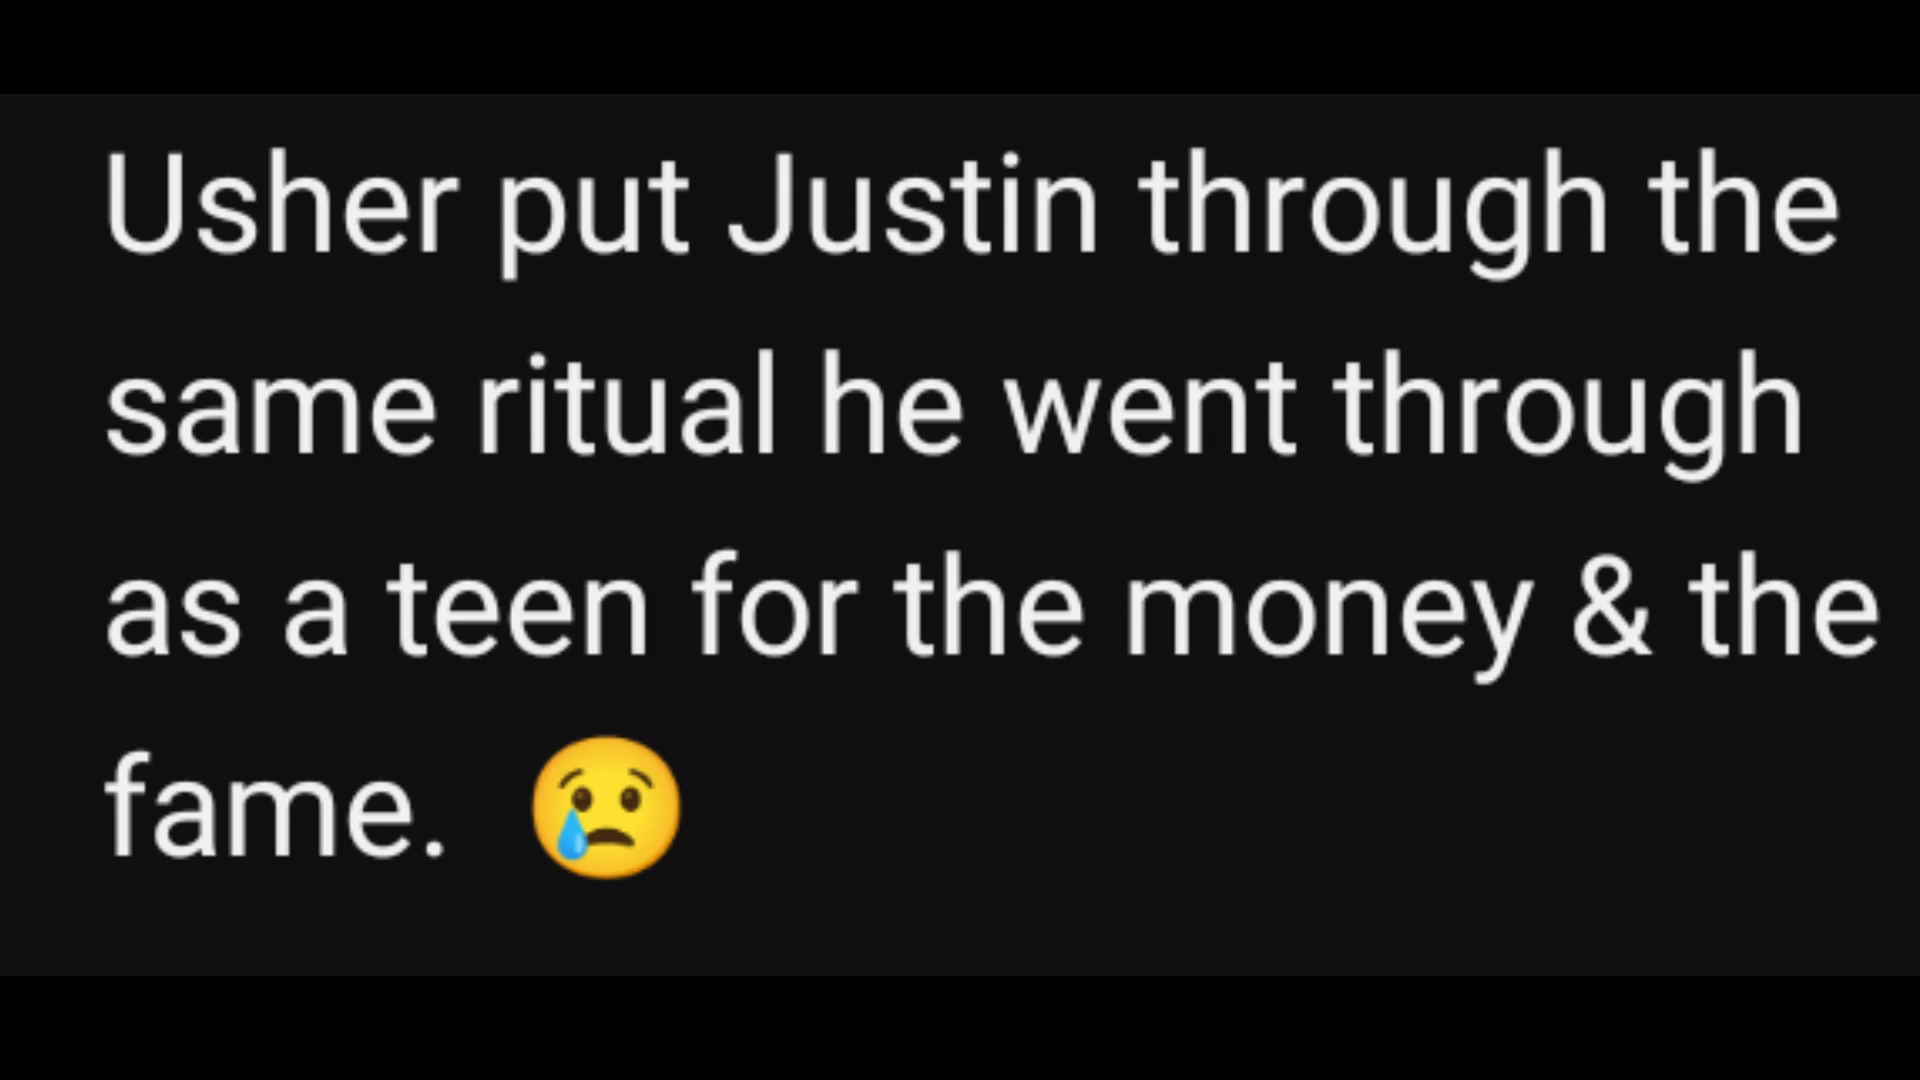 Usher put Justin through the
same ritual he went through
as a teen for the money & the
fame. 😢